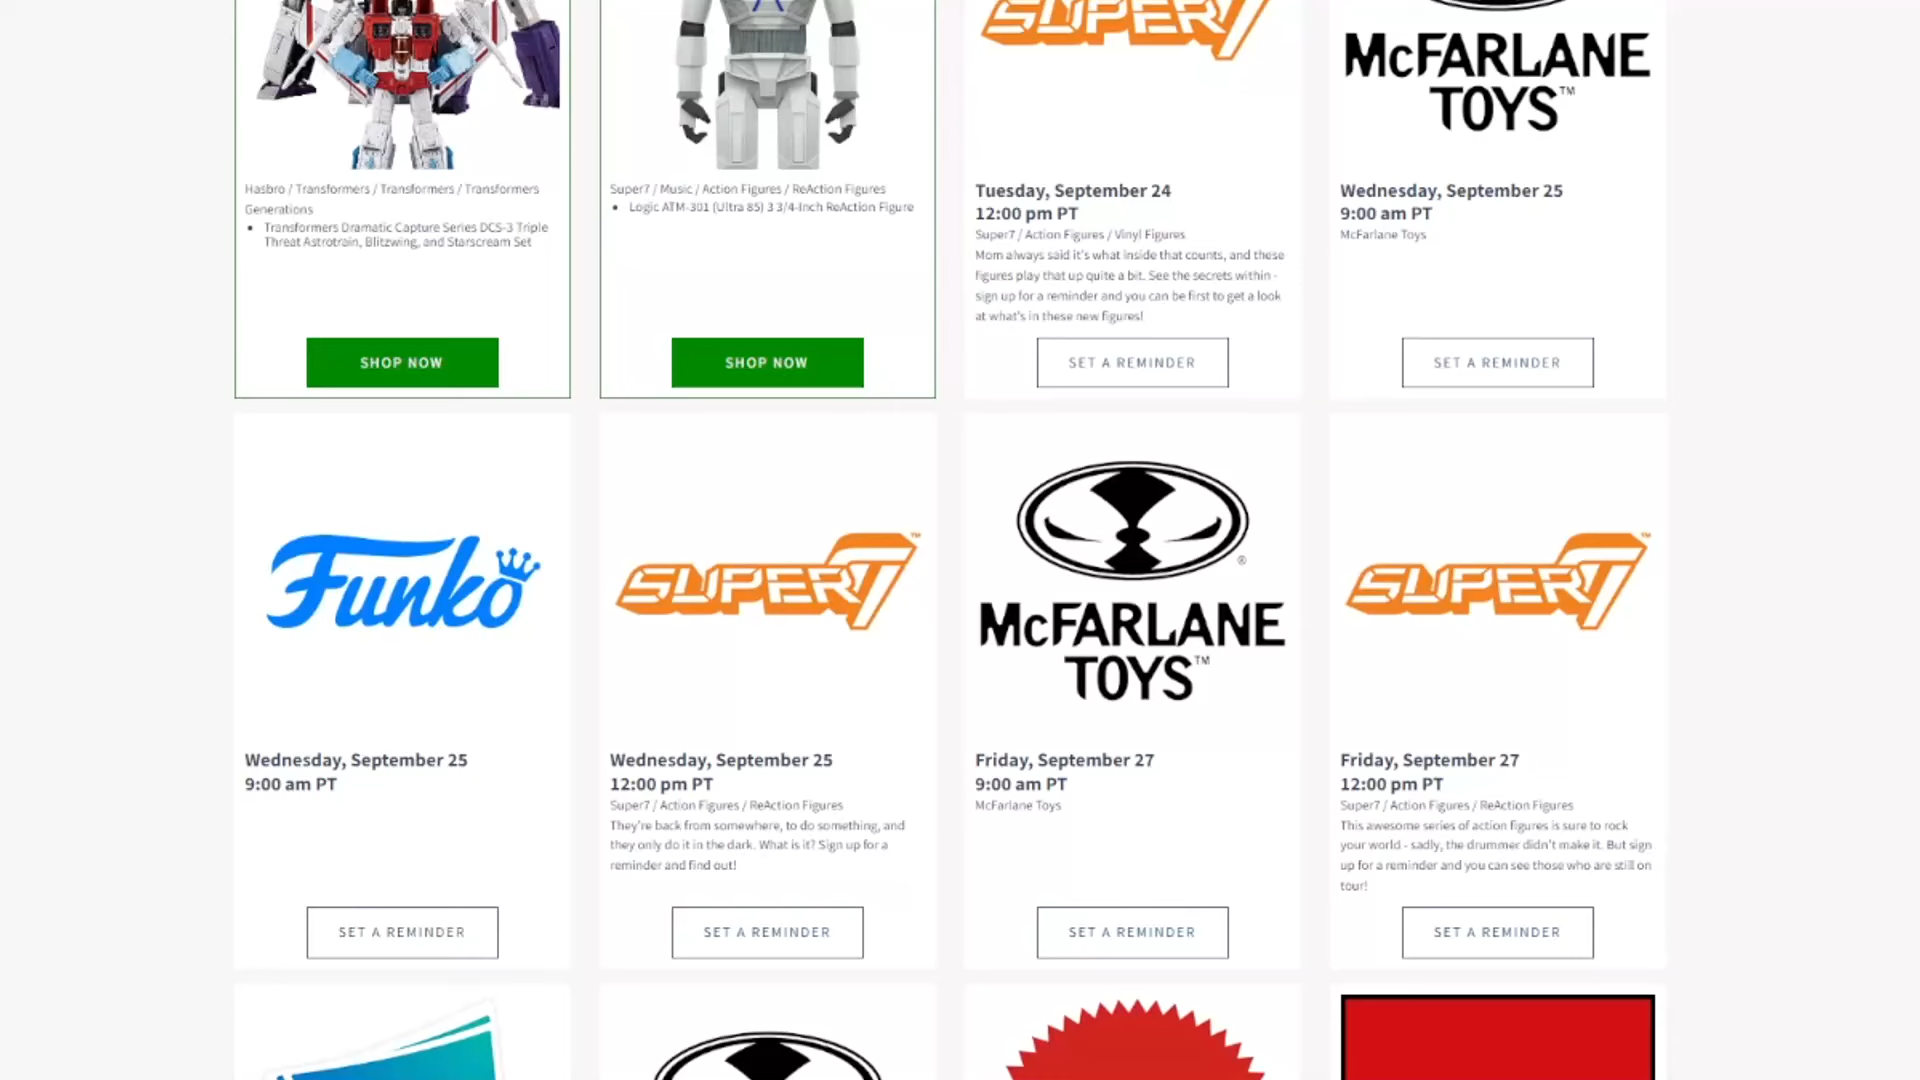 SUPER7
McFARLANE
TOYS™
Hasbro / Transformers / Transformers / Transformers
Generations
• Transformers Dramatic Capture Series DCS-3 Triple
Threat Astrotrain, Blitzwing, and Starscream Set
SHOP NOW
Super7 / Music / Action Figures / ReAction Figures
• Logic ATM-301 (Ultra 85) 3 3/4-Inch ReAction Figure
SHOP NOW
Tuesday, September 24
12:00 pm PT
Super7 / Action Figures / Vinyl Figures
Mom always said it's what inside that counts, and these
figures play that up quite a bit. See the secrets within -
sign up for a reminder and you can be first to get a look
at what's in these new figures!
SET A REMINDER
Wednesday, September 25
9:00 am PT
McFarlane Toys
SET A REMINDER
Funko
Wednesday, September 25
9:00 am PT
SET A REMINDER
SUPER7™
Wednesday, September 25
12:00 pm PT
Super7 / Action Figures / ReAction Figures
They're back from somewhere, to do something, and
they only do it in the dark. What is it? Sign up for a
reminder and find out!
SET A REMINDER
®
McFARLANE
TOYS™
Friday, September 27
9:00 am PT
McFarlane Toys
SET A REMINDER
SUPER7™
Friday, September 27
12:00 pm PT
Super7 / Action Figures / ReAction Figures
This awesome series of action figures is sure to rock
your world - sadly, the drummer didn't make it. But sign
up for a reminder and you can see those who are still on
tour!
SET A REMINDER